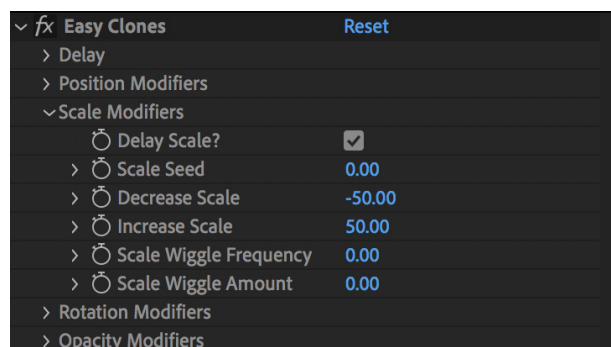 fx Easy Clones Reset
Delay
Position Modifiers
Scale Modifiers
Delay Scale?
Scale Seed 0.00
Decrease Scale -50.00
Increase Scale 50.00
Scale Wiggle Frequency 0.00
Scale Wiggle Amount 0.00
Rotation Modifiers
Opacity Modifiers